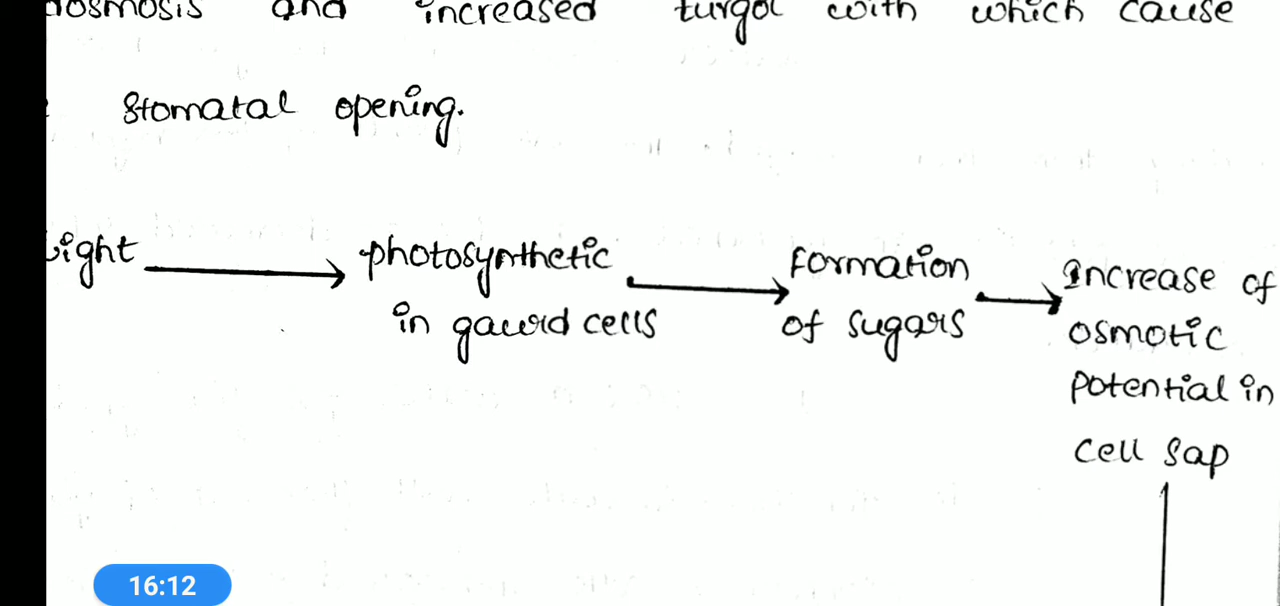 and increased turgor with which cause
Stomatal opening.
Light photosynthetic in gaurd cells
Formation of sugars
Increase of osmotic potential in cell sap
16:12